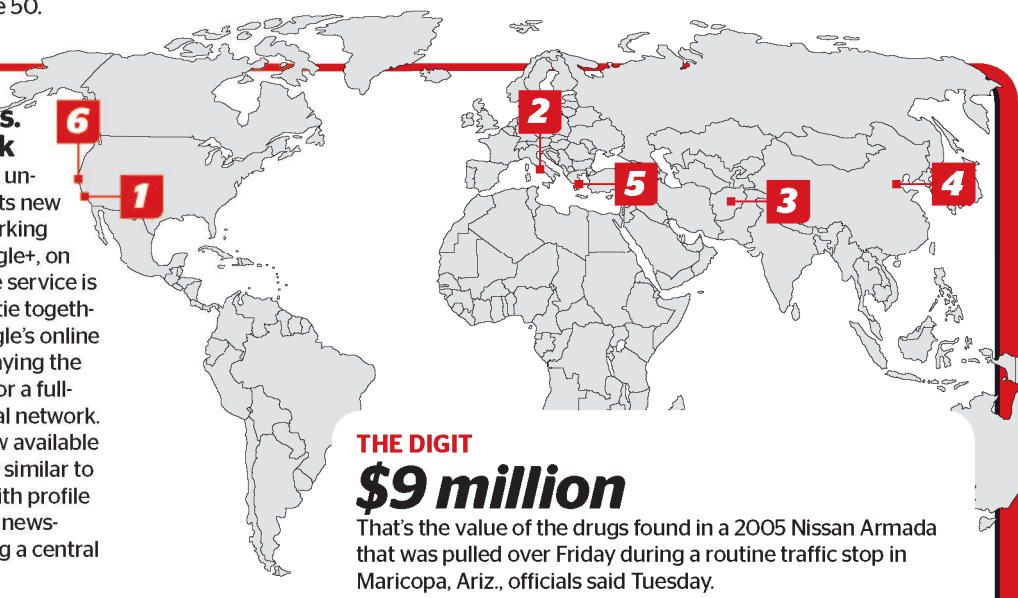 e 50.
s.
k
un-
ts new
rking
gle+, on
e service is
tie togeth-
gle's online
aying the
or a full-
al network.
w available
similar to
ith profile
news-
g a central
6
1
2
5
3
4
THE DIGIT
$9 million
That's the value of the drugs found in a 2005 Nissan Armada
that was pulled over Friday during a routine traffic stop in
Maricopa, Ariz., officials said Tuesday.